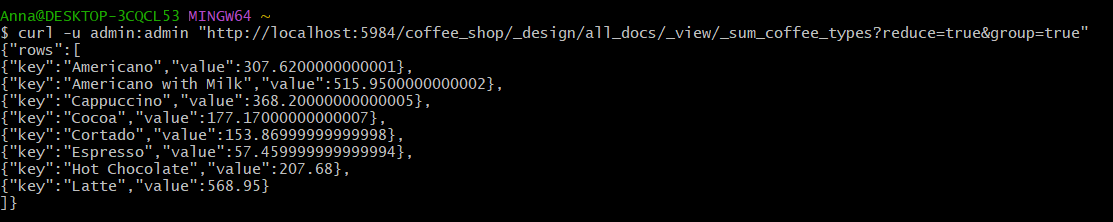 Anna@DESKTOP-3CQCL53 MINGW64 ~
$ curl -u admin:admin "http://localhost:5984/coffee_shop/_design/all_docs/_view/_sum_coffee_types?reduce=true&group=true"
{"rows":[
{"key":"Americano","value":307.6200000000001},
{"key":"Americano with Milk","value":515.9500000000002},
{"key":"Cappuccino","value":368.20000000000005},
{"key":"Cocoa","value":177.17000000000007},
{"key":"Cortado","value":153.86999999999998},
{"key":"Espresso","value":57.459999999999994},
{"key":"Hot Chocolate","value":207.68},
{"key":"Latte","value":568.95}
]}